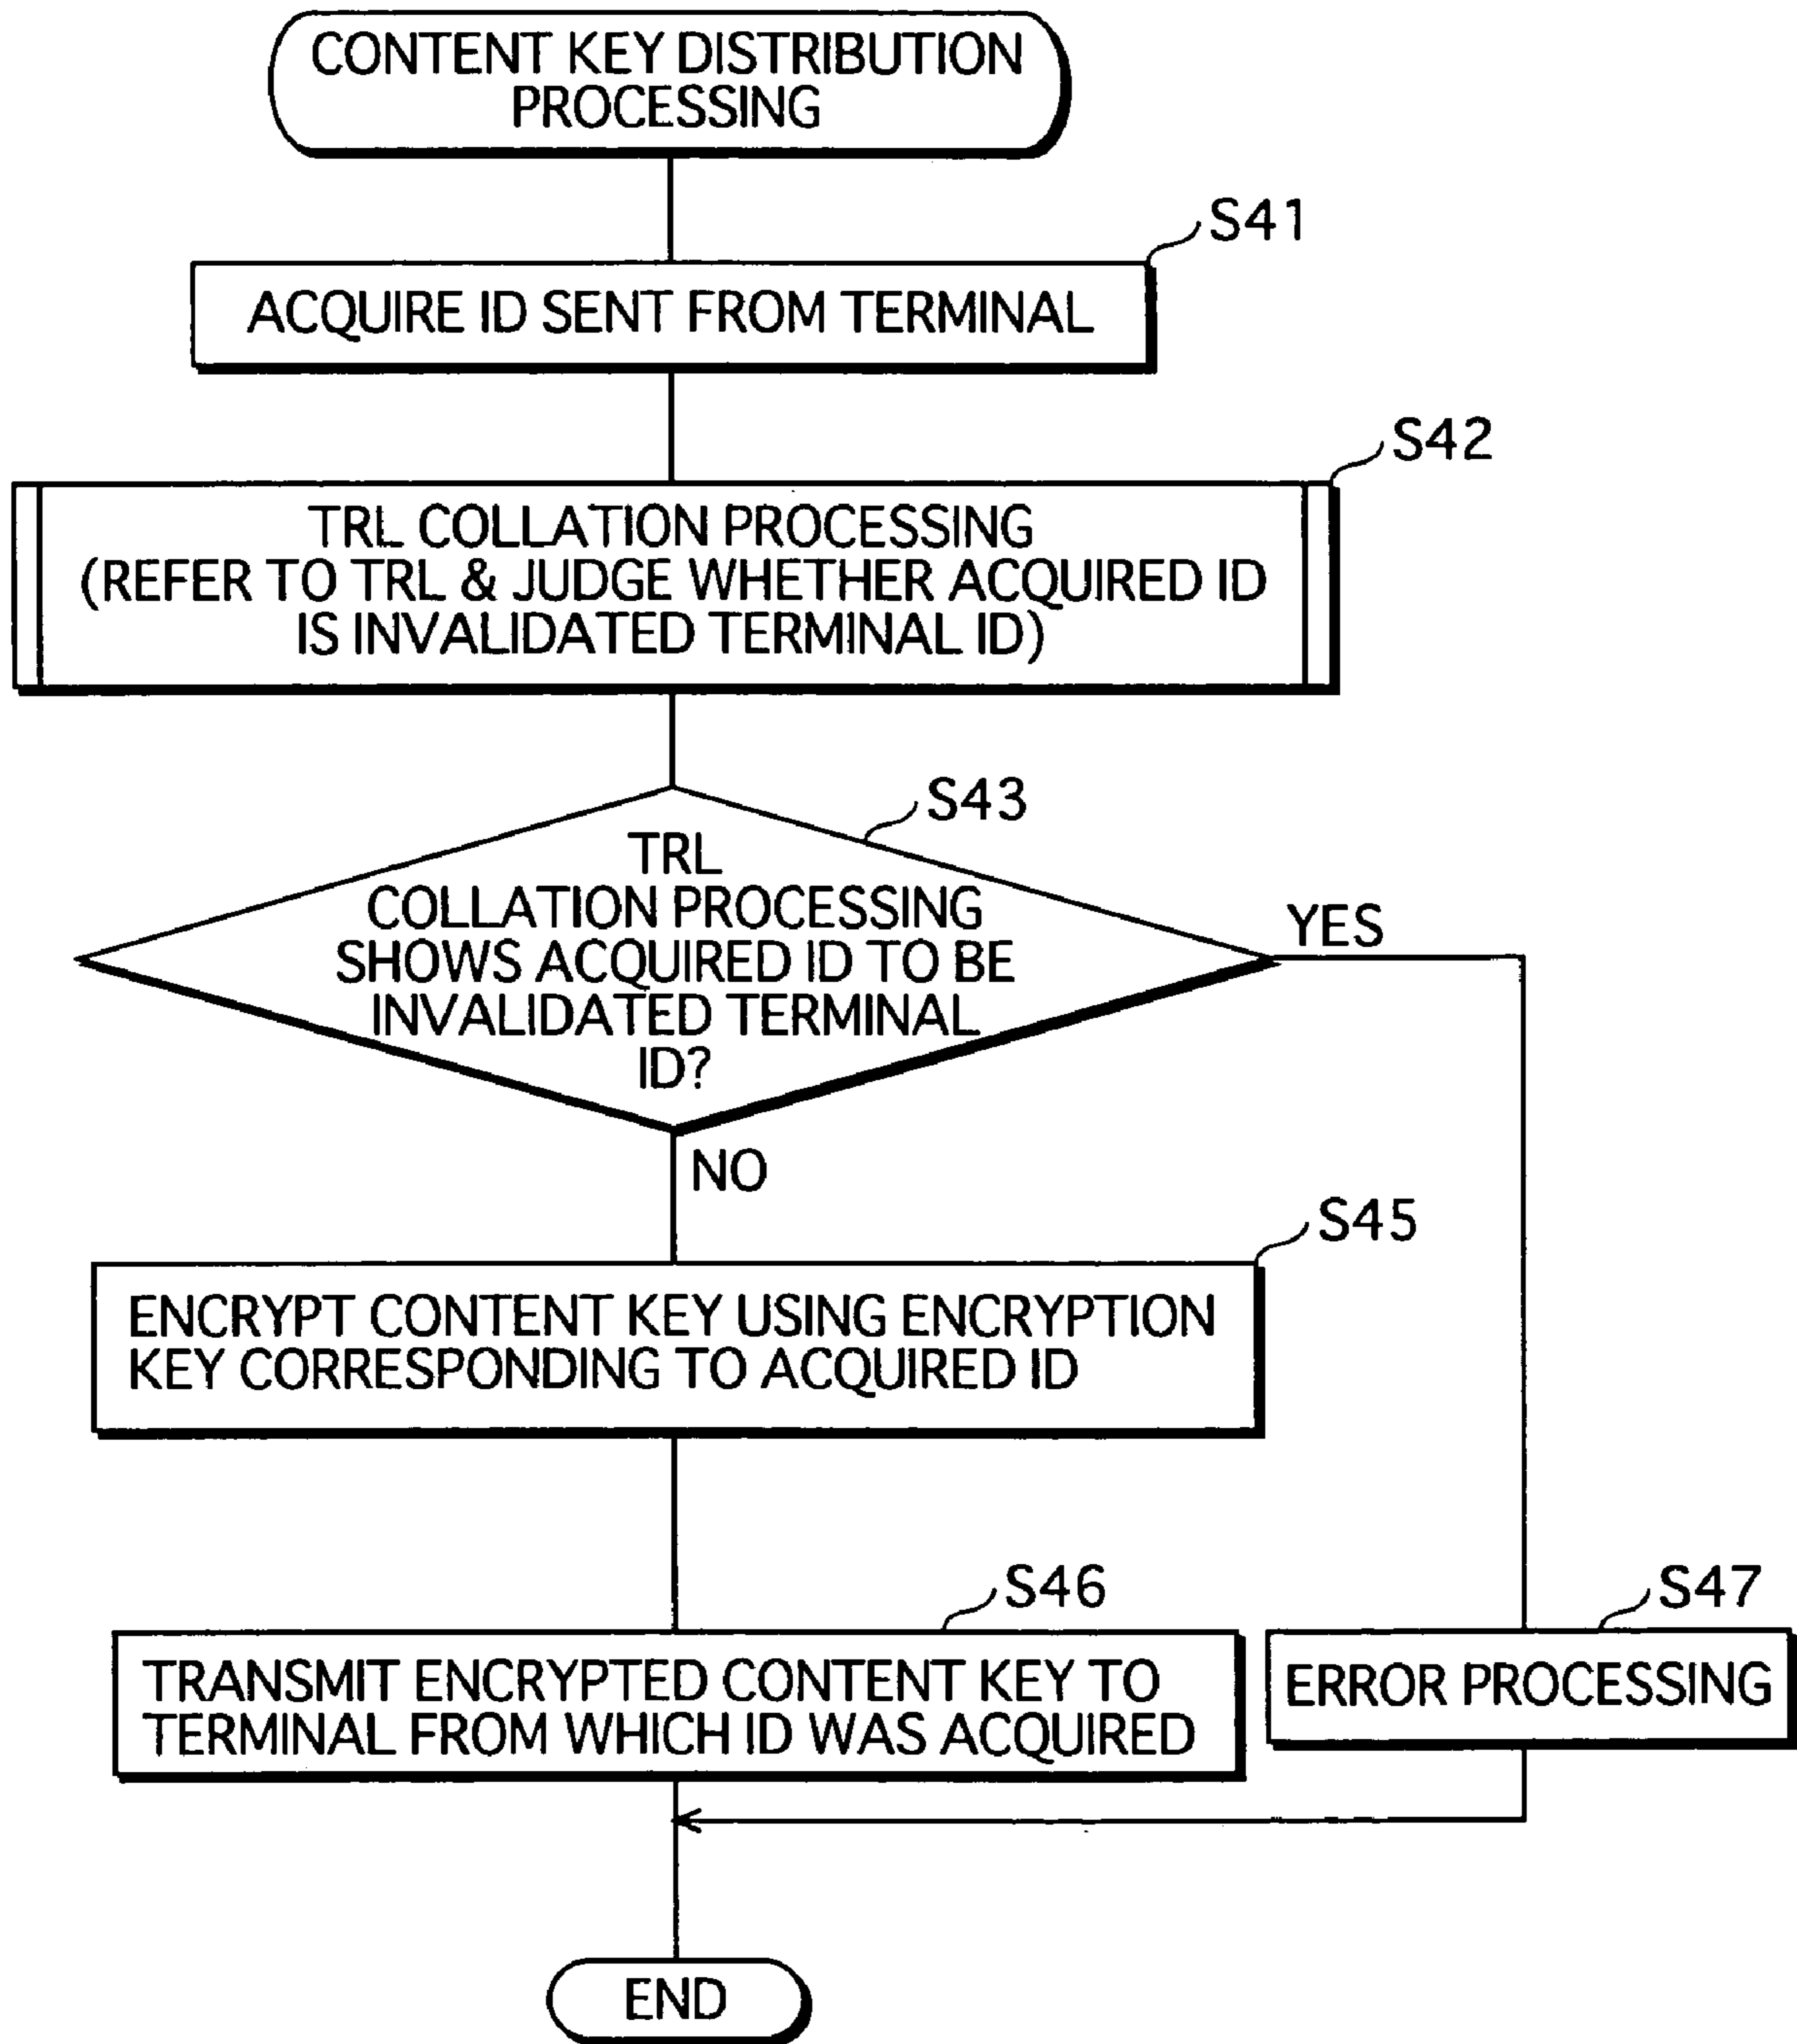 CONTENT KEY DISTRIBUTION
PROCESSING
S41
ACQUIRE ID SENT FROM TERMINAL
S42
TRL COLLATION PROCESSING
(REFER TO TRL & JUDGE WHETHER ACQUIRED ID
IS INVALIDATED TERMINAL ID)
S43
TRL
COLLATION PROCESSING
SHOWS ACQUIRED ID TO BE
INVALIDATED TERMINAL
ID?
YES
NO
S45
ENCRYPT CONTENT KEY USING ENCRYPTION
KEY CORRESPONDING TO ACQUIRED ID
S46
TRANSMIT ENCRYPTED CONTENT KEY TO
TERMINAL FROM WHICH ID WAS ACQUIRED
S47
ERROR PROCESSING
END